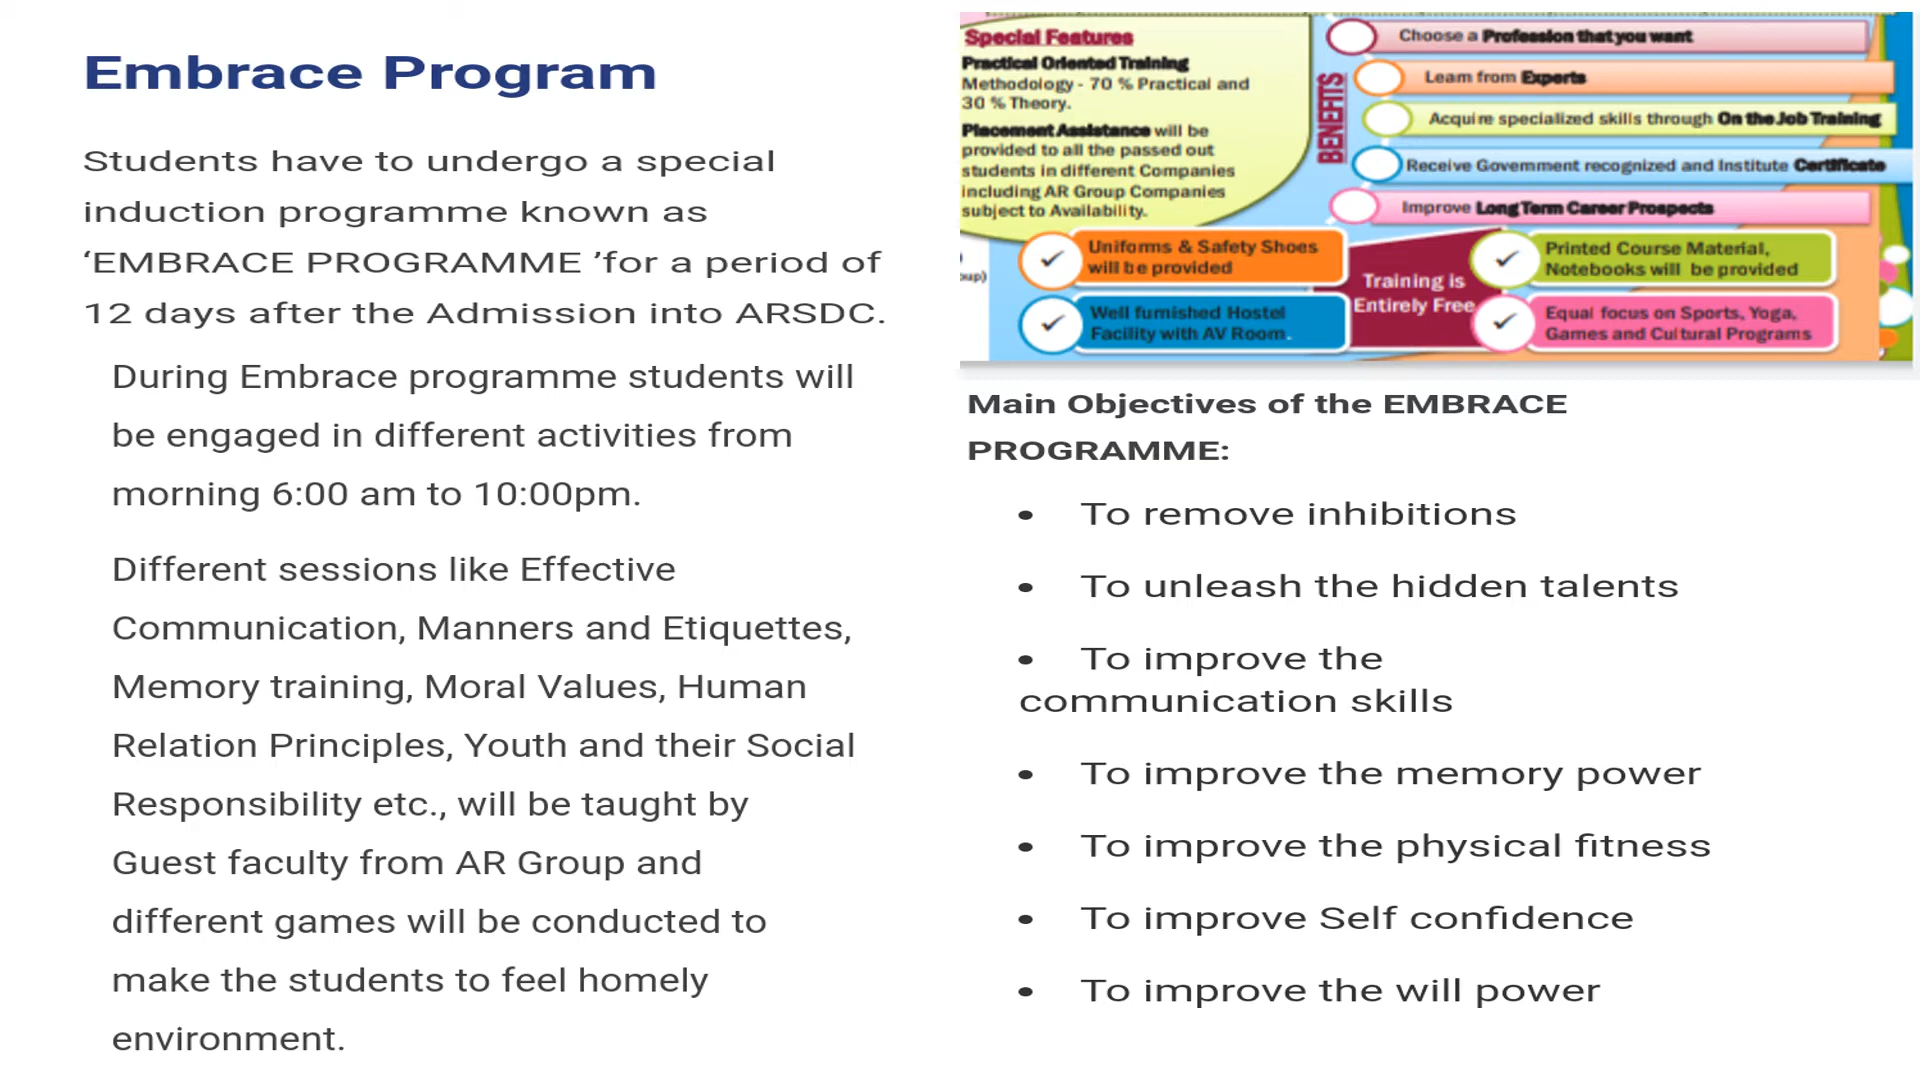 Embrace Program
Students have to undergo a special
induction programme known as
‘EMBRACE PROGRAMME ’for a period of
12 days after the Admission into ARSDC.
During Embrace programme students will
be engaged in different activities from
morning 6:00 am to 10:00pm.
Different sessions like Effective
Communication, Manners and Etiquettes,
Memory training, Moral Values, Human
Relation Principles, Youth and their Social
Responsibility etc., will be taught by
Guest faculty from AR Group and
different games will be conducted to
make the students to feel homely
environment.
Special Features
Practical Oriented Training
Methodology - 70 % Practical and
30 % Theory.
Placement Assistance will be
provided to all the passed out
students in different Companies
including AR Group Companies
subject to Availability.
BENEFITS
Choose a Profession that you want
Learn from Experts
Acquire specialized skills through On the Job Training
Receive Government recognized and Institute Certificate
Improve Long Term Career Prospects
Uniforms & Safety Shoes
will be provided
Well furnished Hostel
Facility with AV Room.
Training is
Entirely Free
Printed Course Material,
Notebooks will be provided
Equal focus on Sports, Yoga,
Games and Cultural Programs
Main Objectives of the EMBRACE
PROGRAMME:
• To remove inhibitions
• To unleash the hidden talents
• To improve the
communication skills
• To improve the memory power
• To improve the physical fitness
• To improve Self confidence
• To improve the will power